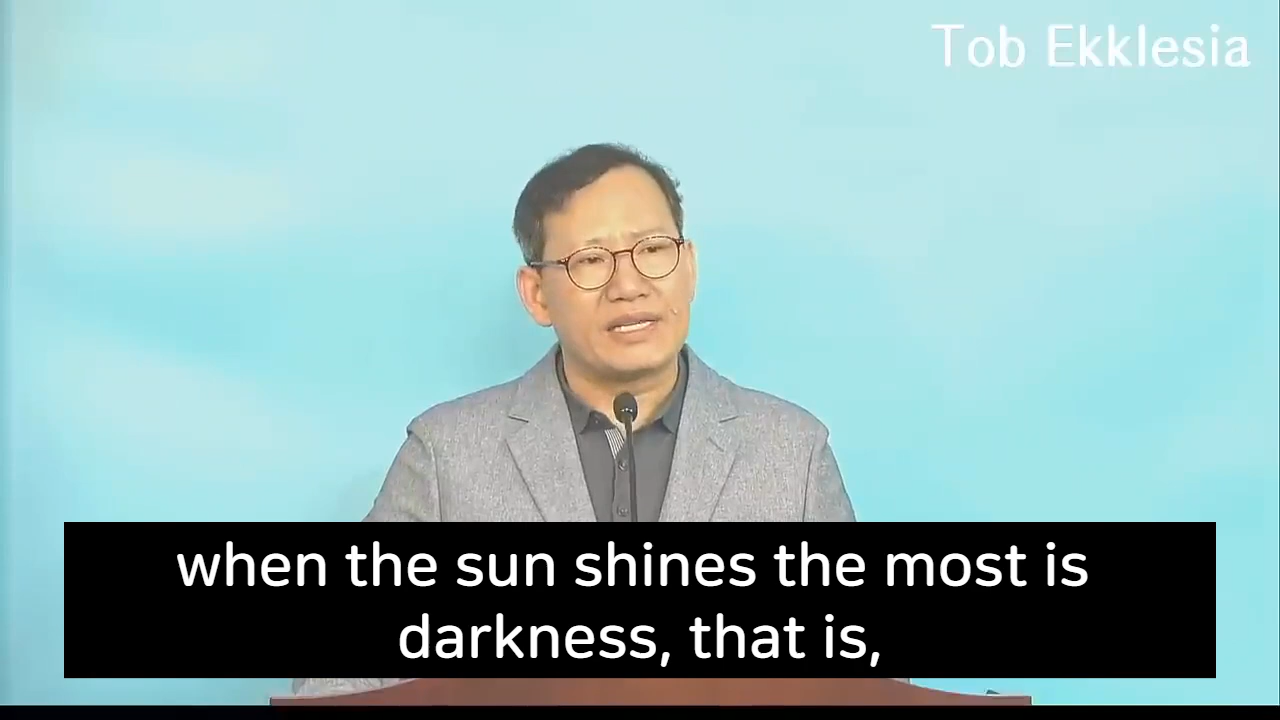 Tob Ekklesia
when the sun shines the most is
darkness, that is,